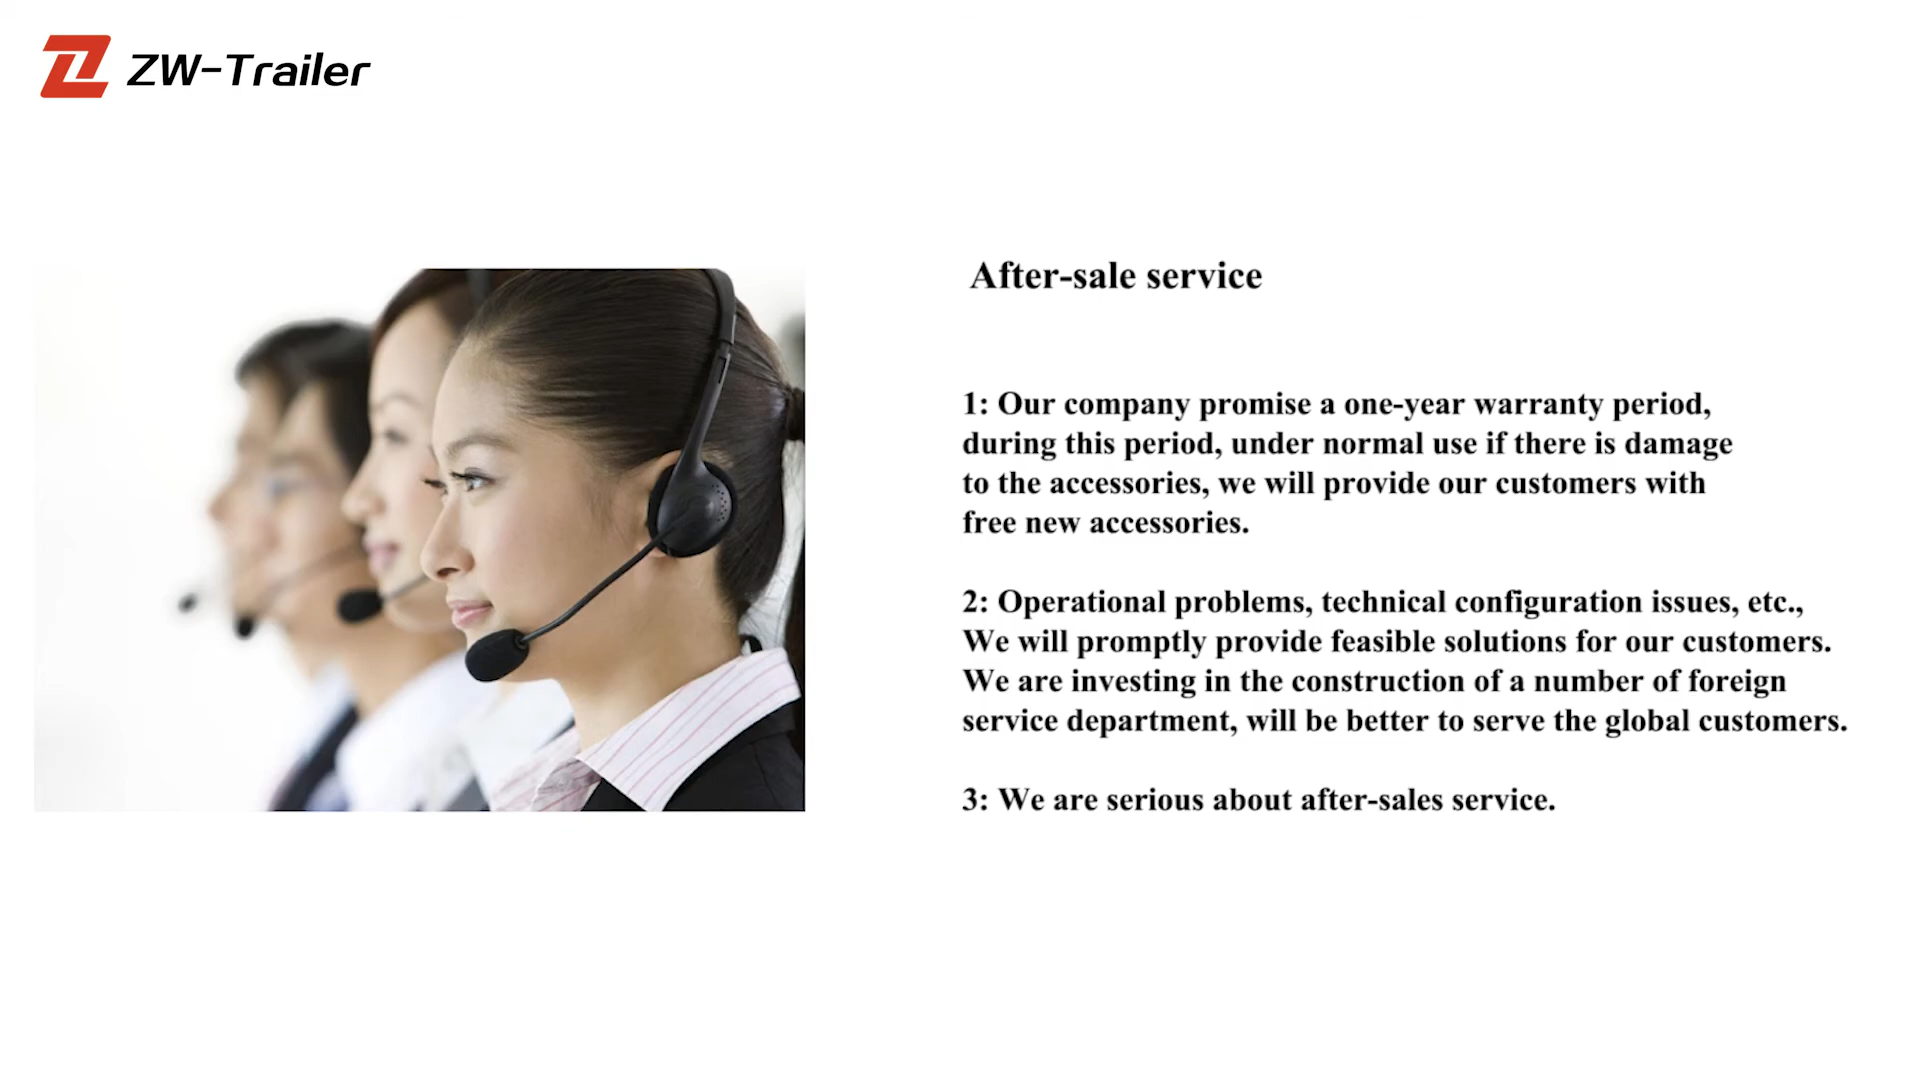 ZW-Trailer
After-sale service
1: Our company promise a one-year warranty period,
during this period, under normal use if there is damage
to the accessories, we will provide our customers with
free new accessories.
2: Operational problems, technical configuration issues, etc.,
We will promptly provide feasible solutions for our customers.
We are investing in the construction of a number of foreign
service department, will be better to serve the global customers.
3: We are serious about after-sales service.